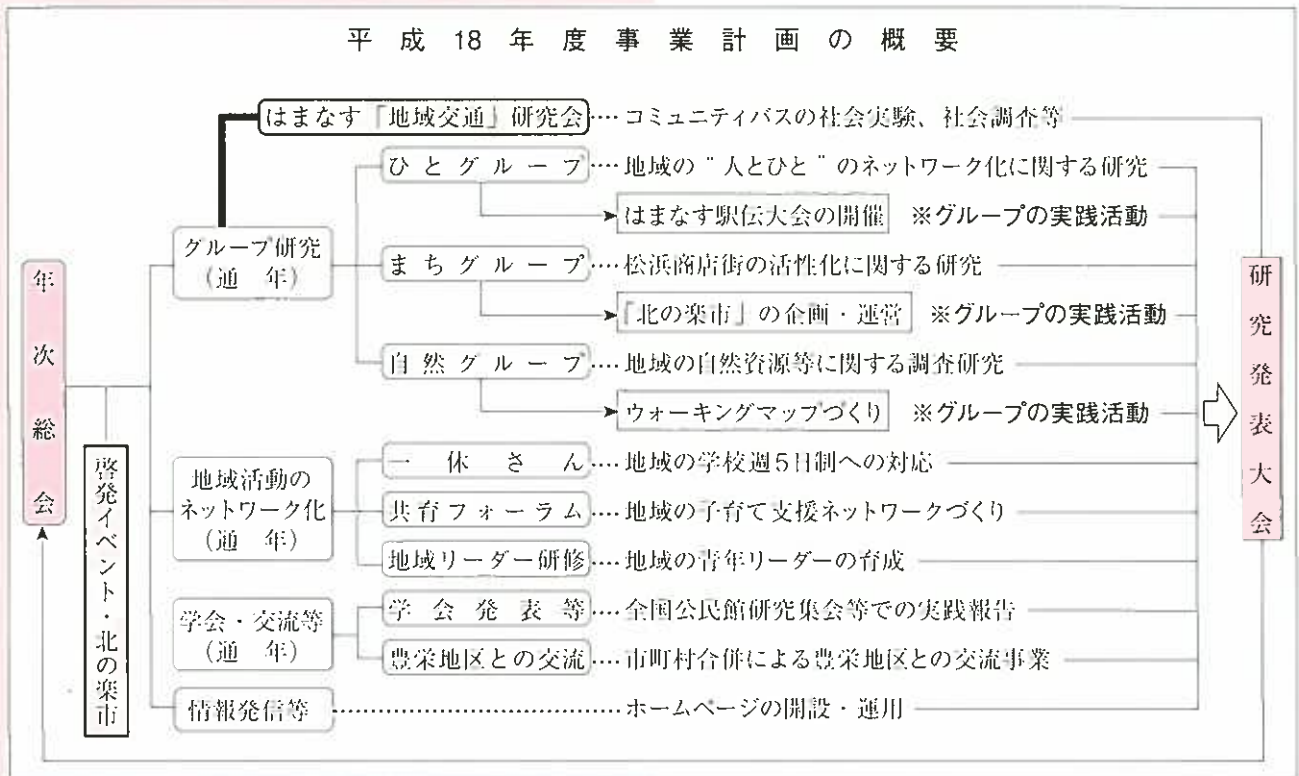 平成18年度事業計画の概要
はまなす「地域交通」研究会‥‥コミュニティバスの社会実験、社会調査等
ひとグループ‥‥地域の"人とひと"のネットワーク化に関する研究
はまなす駅伝大会の開催 ※グループの実践活動
グループ研究
(通年)
まちグループ‥‥松浜商店街の活性化に関する研究
「北の楽市」の企画・運営 ※グループの実践活動
自然グループ‥‥地域の自然資源等に関する調査研究
ウォーキングマップづくり ※グループの実践活動
年次総会
啓発イベント・北の楽市
地域活動の
ネットワーク化
(通年)
一休さん‥‥地域の学校週5日制への対応
共育フォーラム‥‥地域の子育て支援ネットワークづくり
地域リーダー研修‥‥地域の青年リーダーの育成
学会・交流等
(通年)
学会発表等‥‥全国公民館研究集会等での実践報告
豊栄地区との交流‥‥市町村合併による豊栄地区との交流事業
情報発信等‥‥ホームページの開設・運用
研究発表大会